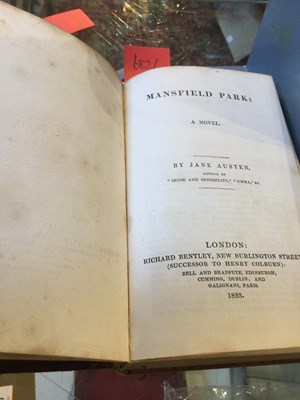 MANSFIELD PARK:
A NOVEL.
BY JANE AUSTEN,
AUTHOR OF
"SENSE AND SENSIBILITY," "EMMA," &c.
LONDON:
RICHARD BENTLEY, NEW BURLINGTON STREET
(SUCCESSOR TO HENRY COLBURN):
BELL AND BRADFUTE, EDINBURGH;
CUMMING, DUBLIN; AND
GALIGNANI, PARIS.
1833.